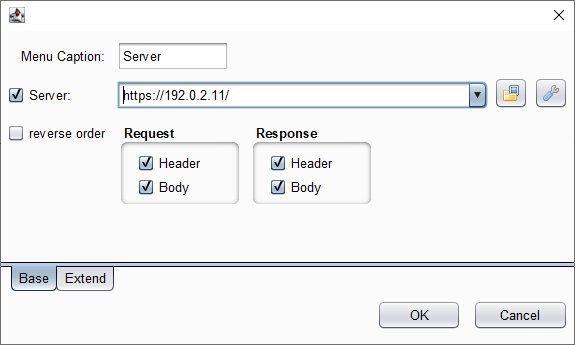 Menu Caption: Server
Server: https://192.0.2.11/
reverse order Request Response
Header Header
Body Body
Base Extend
OK Cancel